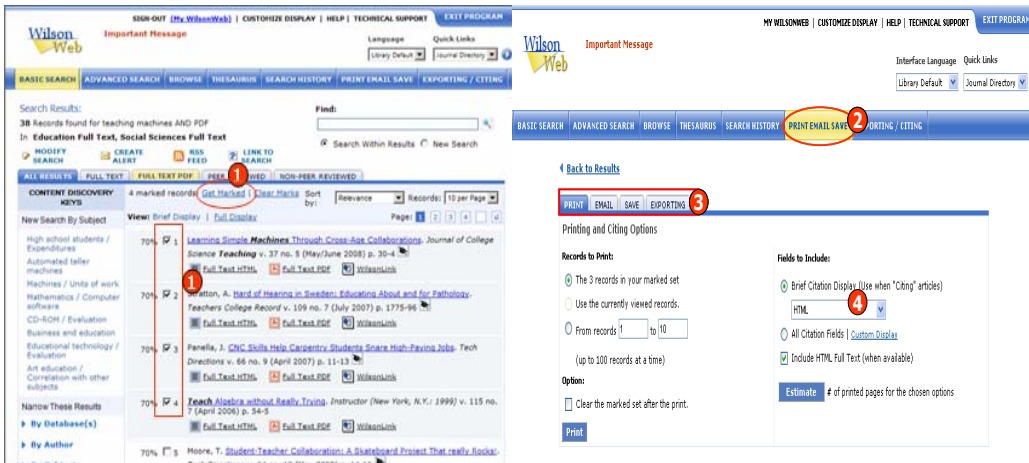 SIGN-OUT (My WilsonWeb) | CUSTOMIZE DISPLAY | HELP | TECHNICAL SUPPORT EXIT PROGRAM
Wilson Web
Important Message
Language Quick Links
Library Default Journal Directory
BASIC SEARCH ADVANCED SEARCH BROWSE THESAURUS SEARCH HISTORY PRINT EMAIL SAVE EXPORTING / CITING
Search Results:
38 Records found for teaching machines AND PDF
In Education Full Text, Social Sciences Full Text
Find:
Search Within Results New Search
MODIFY SEARCH
CREATE ALERT
RSS FEED
LINK TO SEARCH
ALL RESULTS FULL TEXT FULL TEXT PDF PEER NON-PEER REVIEWED
1
CONTENT DISCOVERY KEYS
4 marked records Get Marked | Clear Marks Sort by: Relevance Records: 10 per Page
View: Brief Display | Full Display Page: 1 2 3 4
New Search By Subject
High school students / Expenditures
Automated teller machines
Machines / Units of work
Mathematics / Computer software
CD-ROM / Evaluation
Business and education
Educational technology / Evaluation
Art education / Correlation with other subjects
Narrow These Results
By Database(s)
By Author
70% 1 Learning Simple Machines Through Cross-Age Collaborations. Journal of College
Science Teaching v. 37 no. 5 (May/June 2008) p. 30-4
Full Text HTML Full Text PDF WilsonLink
1
70% 2 Stratton, A. Hard of Hearing in Sweden: Educating About and for Pathology.
Teachers College Record v. 109 no. 7 (July 2007) p. 1775-96
Full Text HTML Full Text PDF WilsonLink
70% 3 Panella, J. CNC Skills Help Carpentry Students Snare High-Paying Jobs. Tech
Directions v. 66 no. 9 (April 2007) p. 11-13
Full Text HTML Full Text PDF WilsonLink
70% 4 Teach Algebra without Really Trying. Instructor (New York, N.Y.: 1999) v. 115 no.
7 (April 2006) p. 54-5
Full Text HTML Full Text PDF WilsonLink
70% 5 Moore, T. Student-Teacher Collaboration: A Skateboard Project That really Rocks!.
MY WILSONWEB | CUSTOMIZE DISPLAY | HELP | TECHNICAL SUPPORT EXIT PROGRAM
Wilson Web
Important Message
Interface Language Quick Links
Library Default Journal Directory
BASIC SEARCH ADVANCED SEARCH BROWSE THESAURUS SEARCH HISTORY PRINT EMAIL SAVE 2 PORTING / CITING
Back to Results
PRINT EMAIL SAVE EXPORTING 3
Printing and Citing Options
Records to Print:
The 3 records in your marked set
Use the currently viewed records.
From records 1 to 10
(up to 100 records at a time)
Option:
Clear the marked set after the print.
Print
Fields to Include:
Brief Citation Display (Use when "Citing" articles)
HTML 4
All Citation Fields | Custom Display
Include HTML Full Text (when available)
Estimate # of printed pages for the chosen options